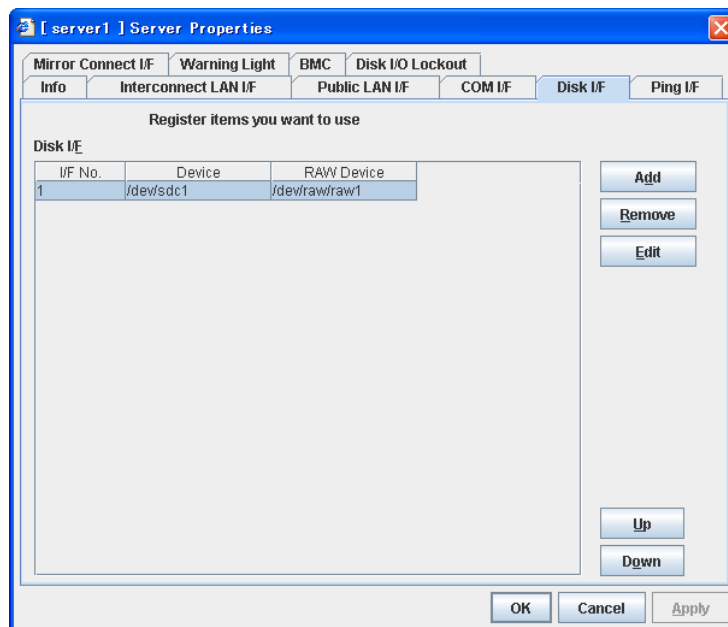 [ server1 ] Server Properties
Mirror Connect I/F Warning Light BMC Disk I/O Lockout
Info Interconnect LAN I/F Public LAN I/F COM I/F Disk I/F Ping I/F
Register items you want to use
Disk I/F
I/F No. Device RAW Device
1 /dev/sdc1 /dev/raw/raw1
Add
Remove
Edit
Up
Down
OK Cancel Apply